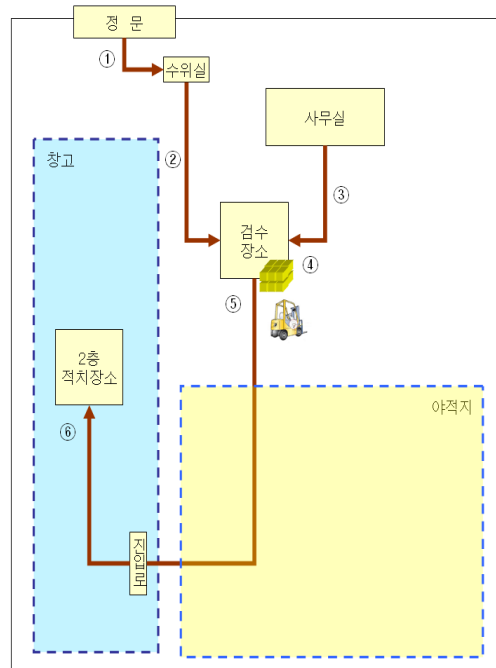 정 문
①
수위실
②
사무실
③
창고
검수
장소
④
⑤
2층
적치장소
야적지
⑥
진입로